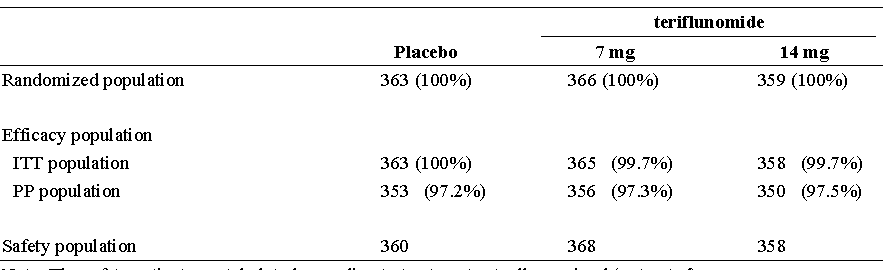 teriflunomide
Placebo 7 mg 14 mg
Randomized population 363 (100%) 366 (100%) 359 (100%)
Efficacy population
ITT population 363 (100%) 365 (99.7%) 358 (99.7%)
PP population 353 (97.2%) 356 (97.3%) 350 (97.5%)
Safety population 360 368 358